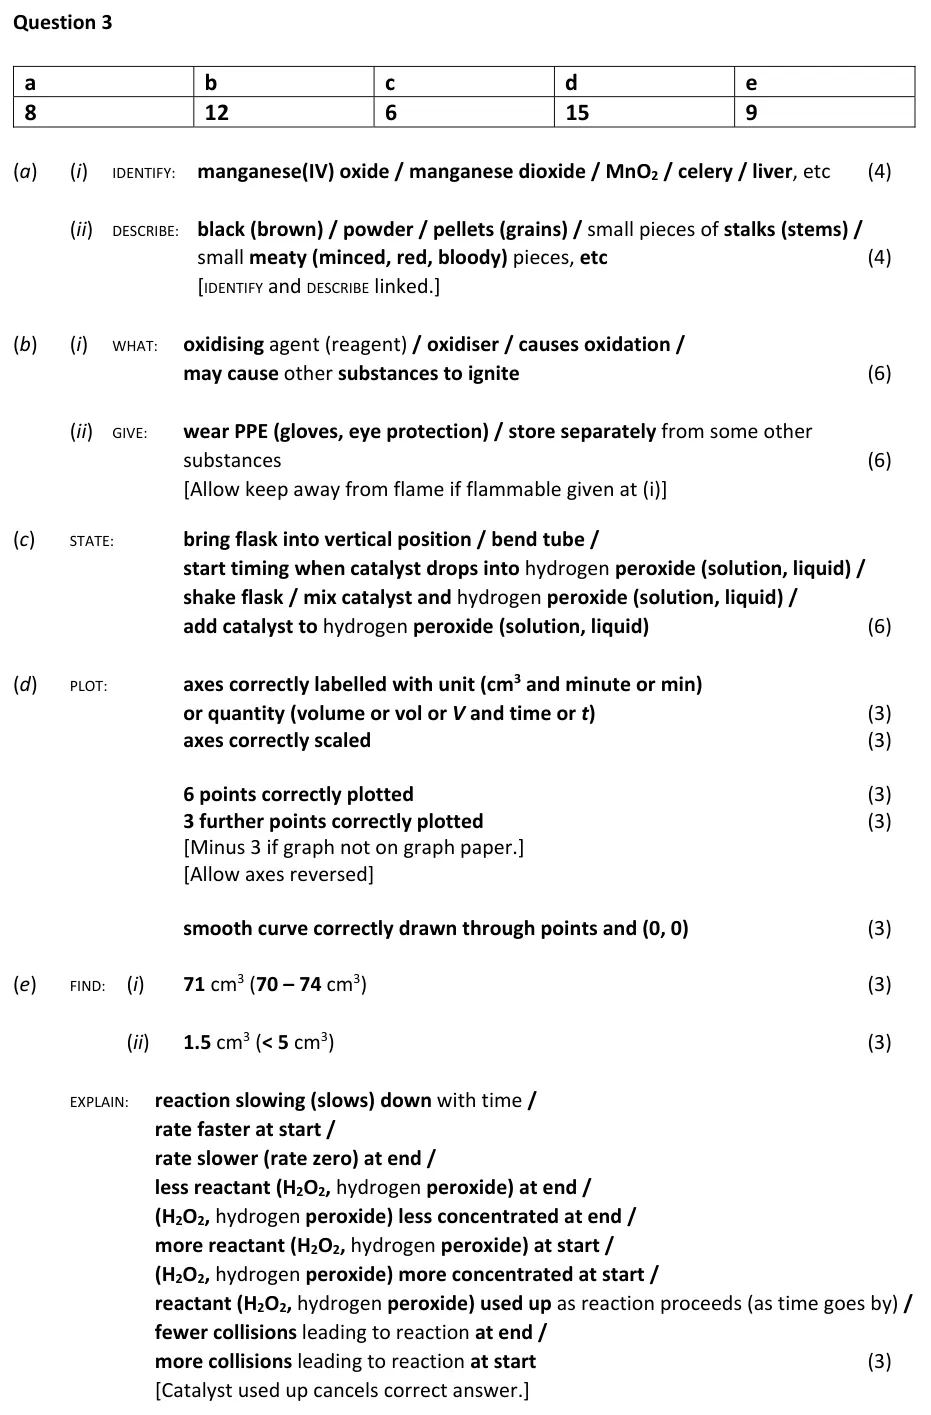 Question 3
a b c d e
8 12 6 15 9
(a) (i) IDENTIFY: manganese(IV) oxide / manganese dioxide / MnO₂ / celery / liver, etc (4)
(ii) DESCRIBE: black (brown) / powder / pellets (grains) / small pieces of stalks (stems) /
small meaty (minced, red, bloody) pieces, etc (4)
[IDENTIFY and DESCRIBE linked.]
(b) (i) WHAT: oxidising agent (reagent) / oxidiser / causes oxidation /
may cause other substances to ignite (6)
(ii) GIVE: wear PPE (gloves, eye protection) / store separately from some other
substances (6)
[Allow keep away from flame if flammable given at (i)]
(c) STATE: bring flask into vertical position / bend tube /
start timing when catalyst drops into hydrogen peroxide (solution, liquid) /
shake flask / mix catalyst and hydrogen peroxide (solution, liquid) /
add catalyst to hydrogen peroxide (solution, liquid) (6)
(d) PLOT: axes correctly labelled with unit (cm³ and minute or min)
or quantity (volume or vol or V and time or t) (3)
axes correctly scaled (3)
6 points correctly plotted (3)
3 further points correctly plotted (3)
[Minus 3 if graph not on graph paper.]
[Allow axes reversed]
smooth curve correctly drawn through points and (0, 0) (3)
(e) FIND: (i) 71 cm³ (70 – 74 cm³) (3)
(ii) 1.5 cm³ (< 5 cm³) (3)
EXPLAIN: reaction slowing (slows) down with time /
rate faster at start /
rate slower (rate zero) at end /
less reactant (H₂O₂, hydrogen peroxide) at end /
(H₂O₂, hydrogen peroxide) less concentrated at end /
more reactant (H₂O₂, hydrogen peroxide) at start /
(H₂O₂, hydrogen peroxide) more concentrated at start /
reactant (H₂O₂, hydrogen peroxide) used up as reaction proceeds (as time goes by) /
fewer collisions leading to reaction at end /
more collisions leading to reaction at start (3)
[Catalyst used up cancels correct answer.]